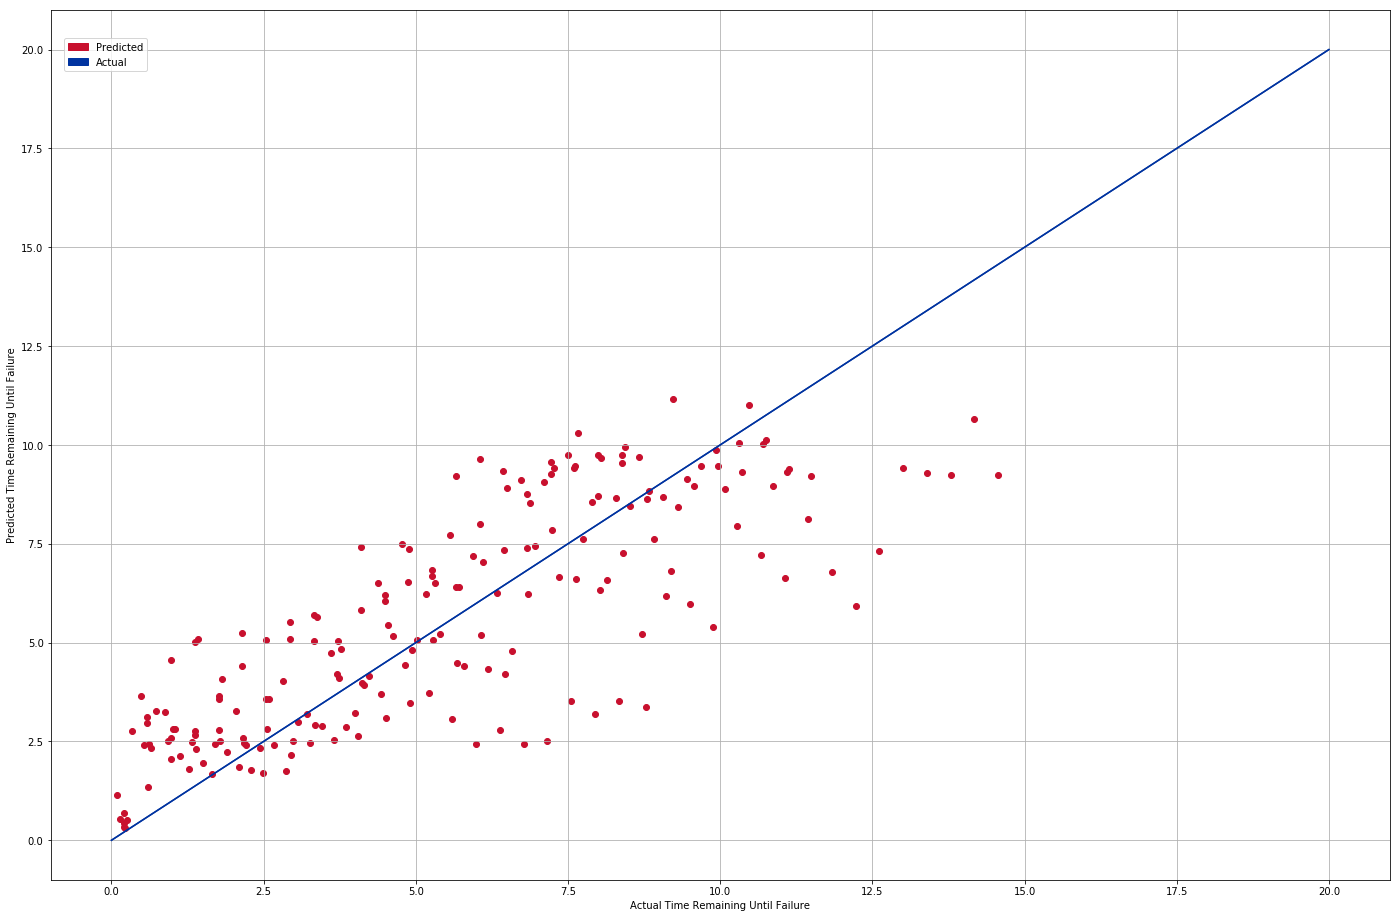 Predicted
Actual
20.0
17.5
15.0
12.5
10.0
7.5
5.0
2.5
0.0
Predicted Time Remaining Until Failure
0.0 2.5 5.0 7.5 10.0 12.5 15.0 17.5 20.0
Actual Time Remaining Until Failure